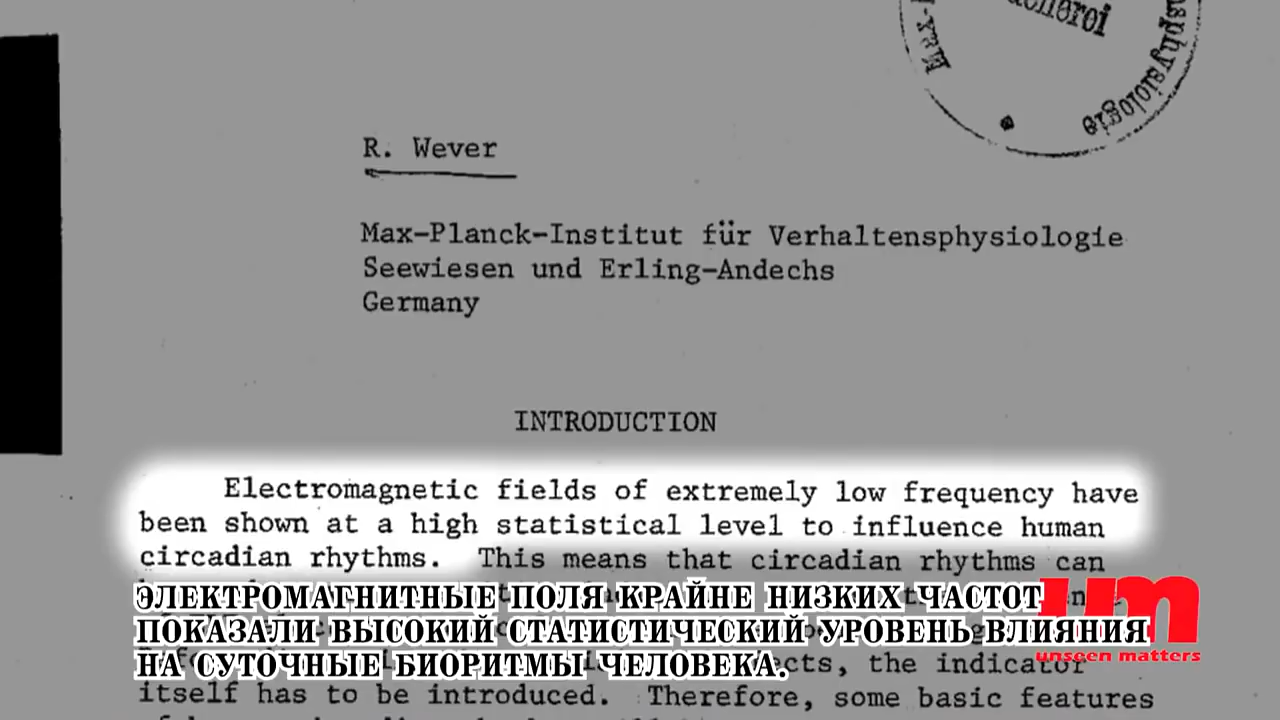 R. Wever
Max-Planck-Institut für Verhaltensphysiologie
Seewiesen und Erling-Andechs
Germany
INTRODUCTION
Electromagnetic fields of extremely low frequency have
been shown at a high statistical level to influence human
circadian rhythms. This means that circadian rhythms can
ЭЛЕКТРОМАГНИТНЫЕ ПОЛЯ КРАЙНЕ НИЗКИХ ЧАСТОТ
ПОКАЗАЛИ ВЫСОКИЙ СТАТИСТИЧЕСКИЙ УРОВЕНЬ ВЛИЯНИЯ
НА СУТОЧНЫЕ БИОРИТМЫ ЧЕЛОВЕКА.
the indicator
itself has to be introduced. Therefore, some basic features
um
unseen matters